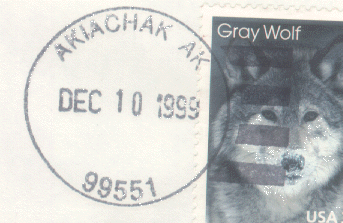 AKIACHAK AK
DEC 10 1999
99551
Gray Wolf
USA